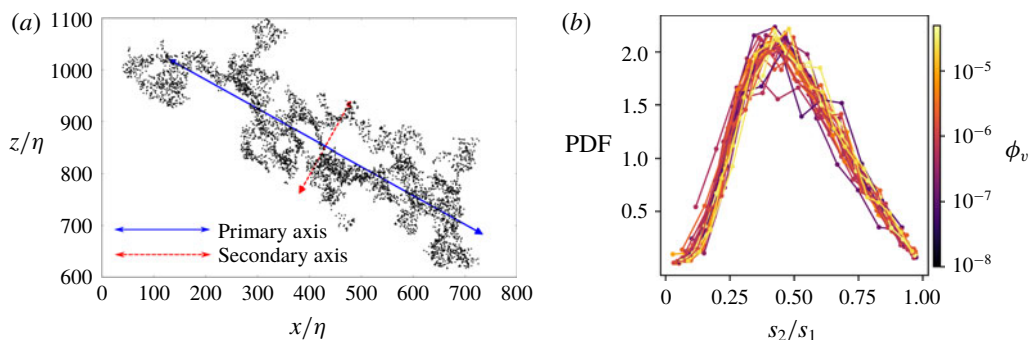 (a)
1100
1000
900
800
700
600
z/η
0 100 200 300 400 500 600 700 800
x/η
Primary axis
Secondary axis
(b)
2.0
1.5
1.0
0.5
PDF
0 0.25 0.50 0.75 1.00
s₂/s₁
10⁻⁵
10⁻⁶
10⁻⁷
10⁻⁸
ϕᵥ